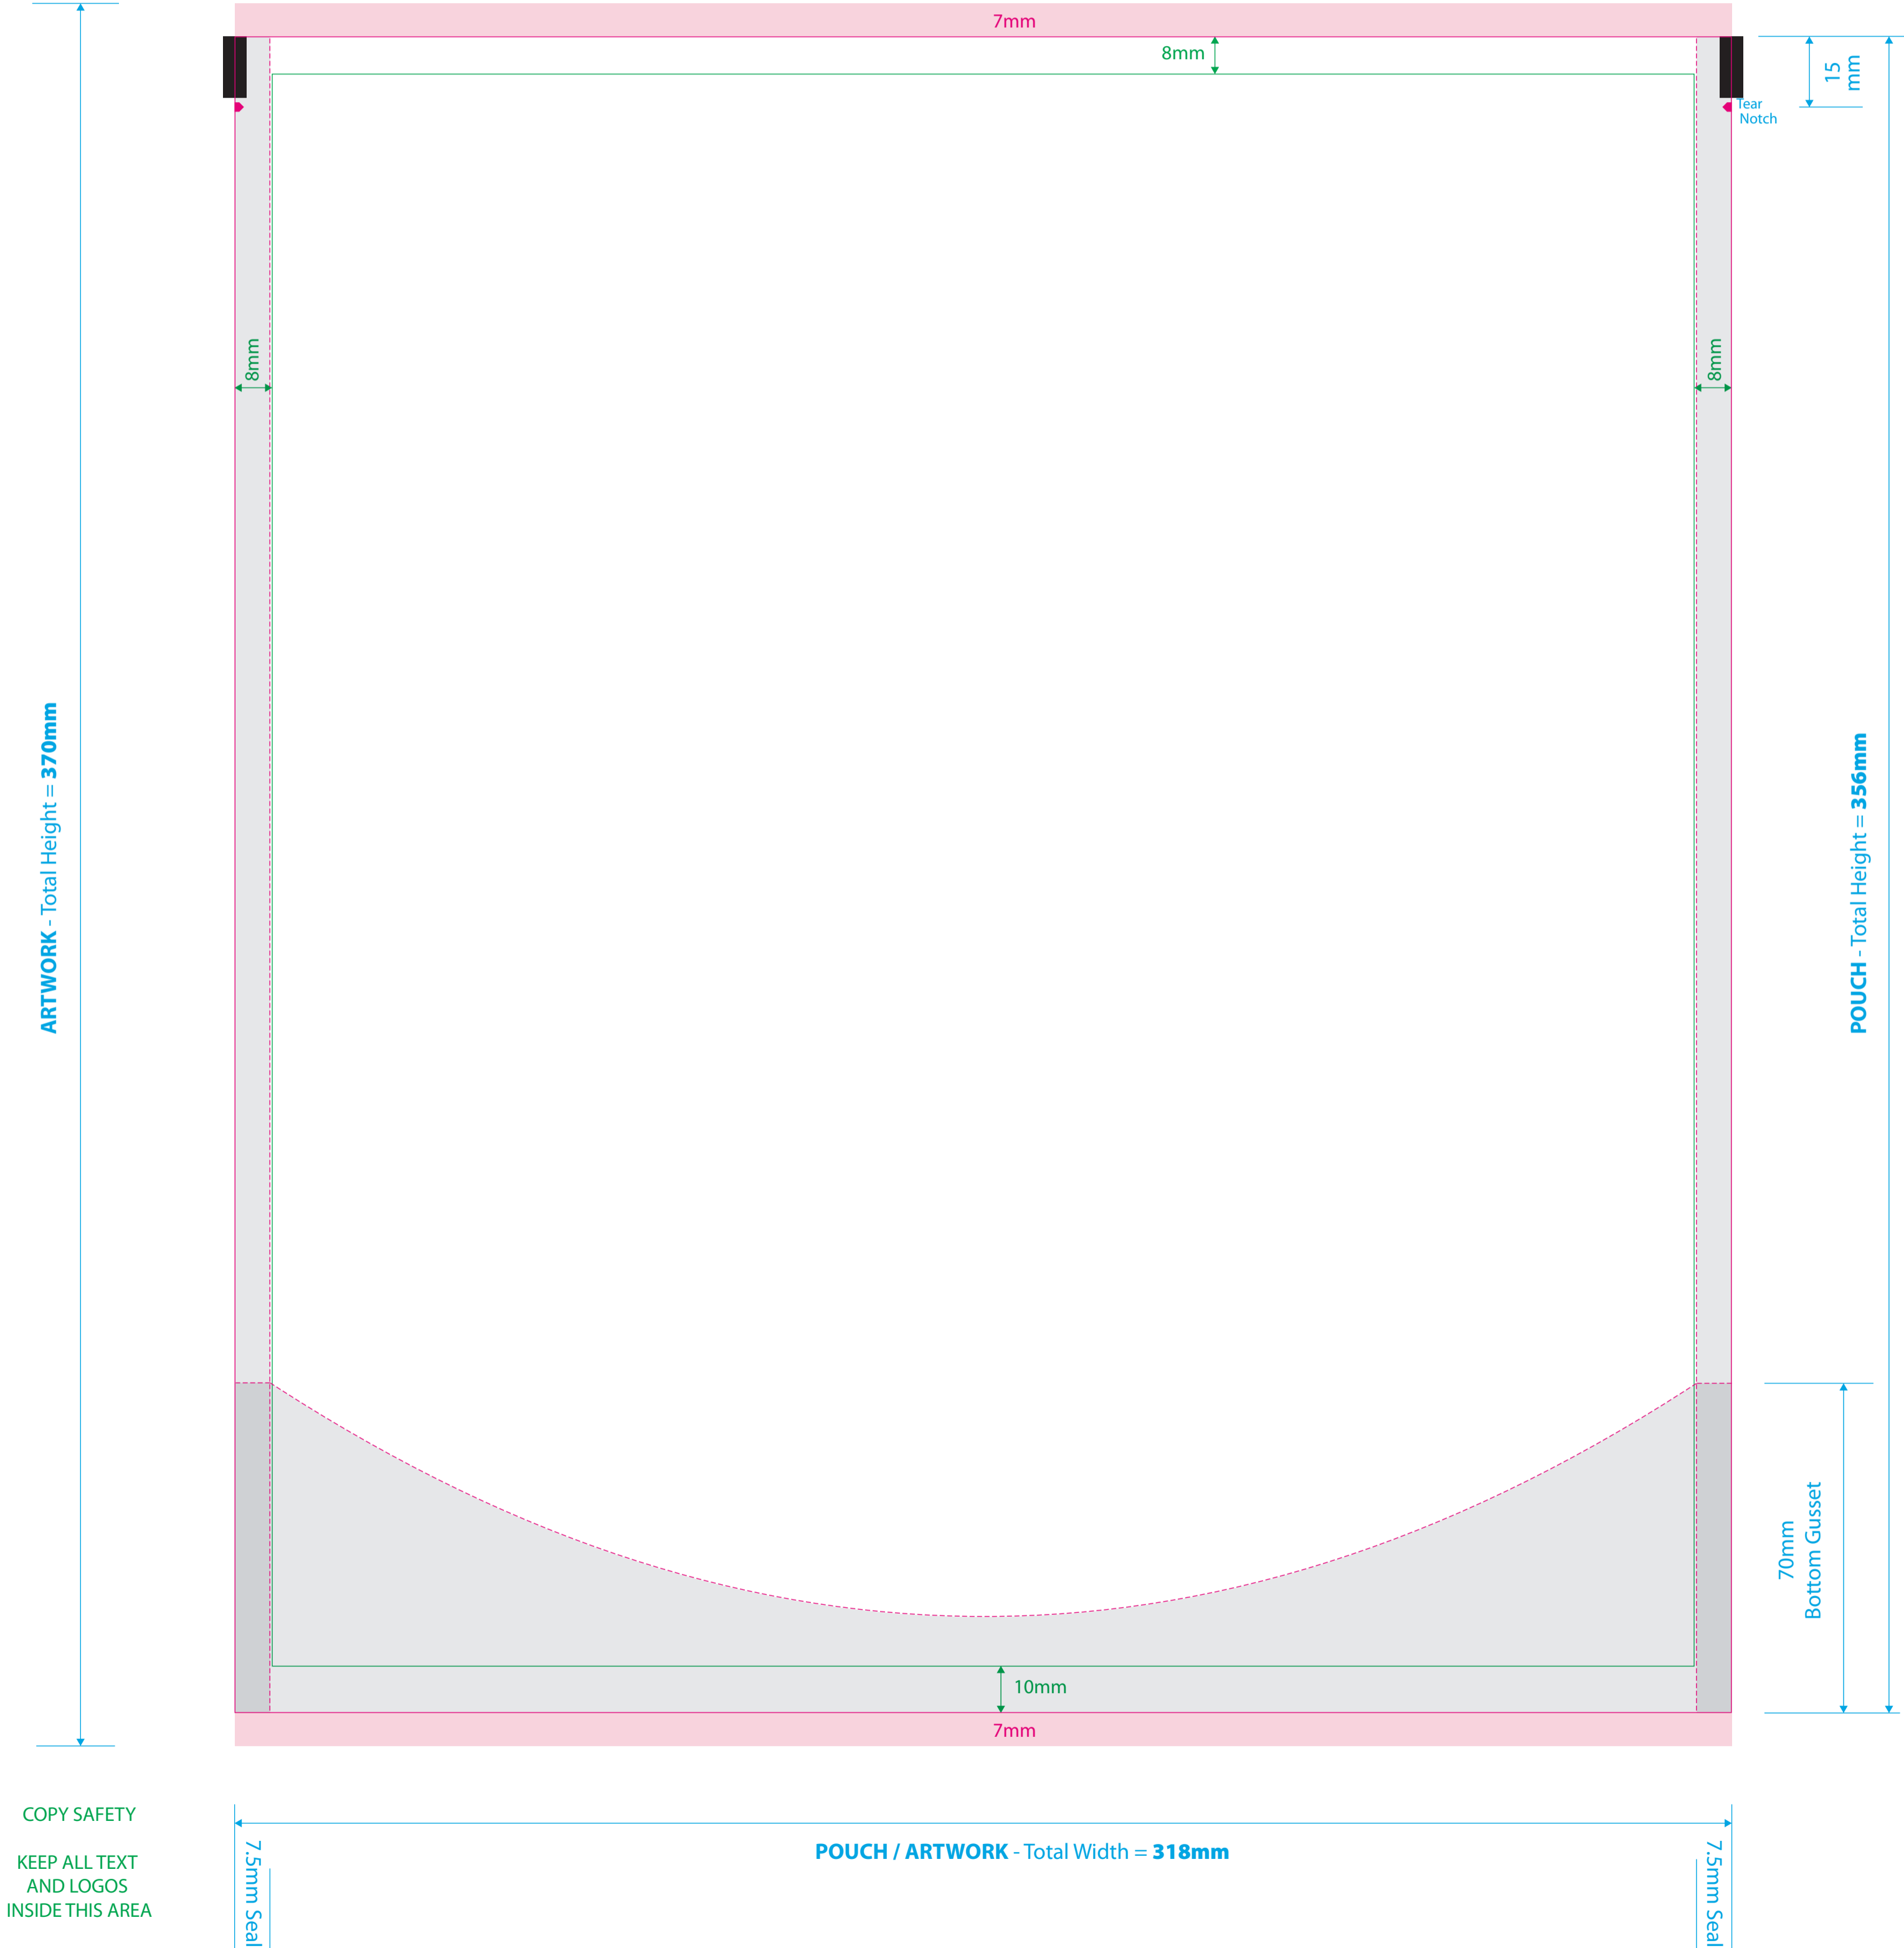 7mm
8mm
15
mm
Tear
Notch
8mm
8mm
ARTWORK - Total Height = 370mm
POUCH - Total Height = 356mm
70mm
Bottom Gusset
10mm
7mm
COPY SAFETY
KEEP ALL TEXT
AND LOGOS
INSIDE THIS AREA
7.5mm Seal
POUCH / ARTWORK - Total Width = 318mm
7.5mm Seal